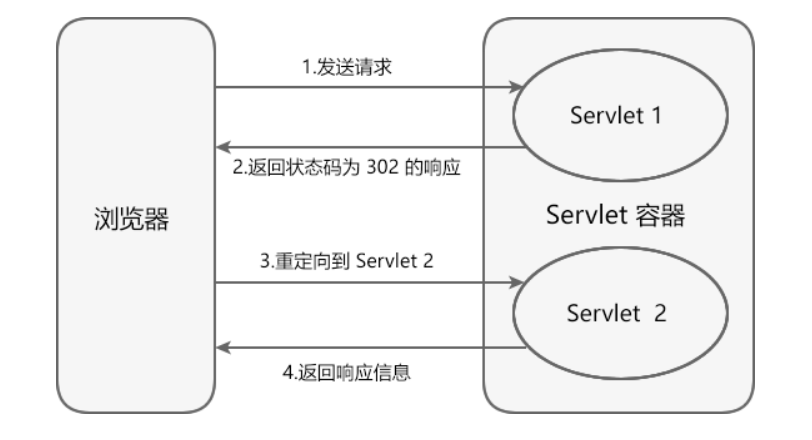 1.发送请求
Servlet 1
2.返回状态码为 302 的响应
浏览器
Servlet 容器
3.重定向到 Servlet 2
Servlet 2
4.返回响应信息